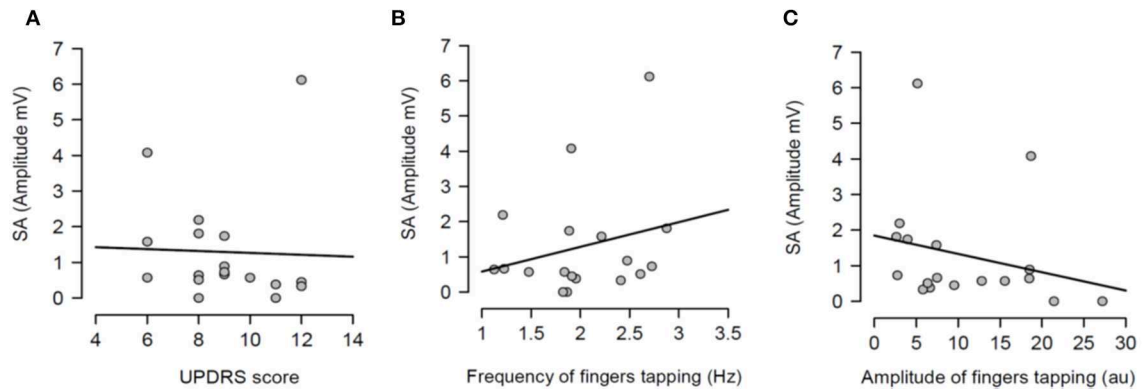 A
B
C
SA (Amplitude mV)
7
6
5
4
3
2
1
0
4 6 8 10 12 14
UPDRS score
SA (Amplitude mV)
7
6
5
4
3
2
1
0
1 1.5 2 2.5 3 3.5
Frequency of fingers tapping (Hz)
SA (Amplitude mV)
7
6
5
4
3
2
1
0
0 5 10 15 20 25 30
Amplitude of fingers tapping (au)